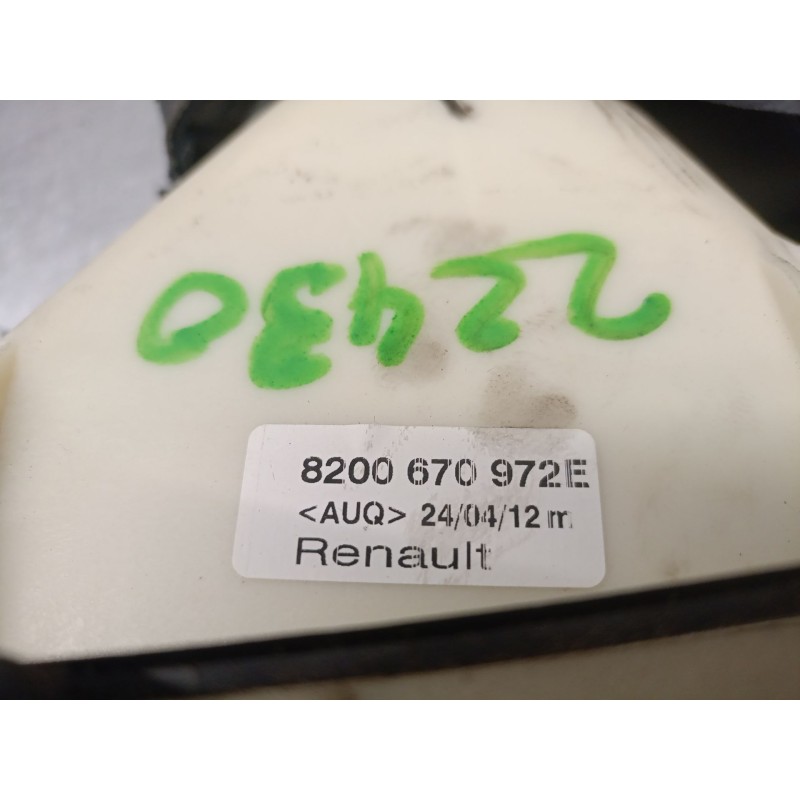 22430
8200 670 972E
<AUQ> 24/04/12 m
Renault